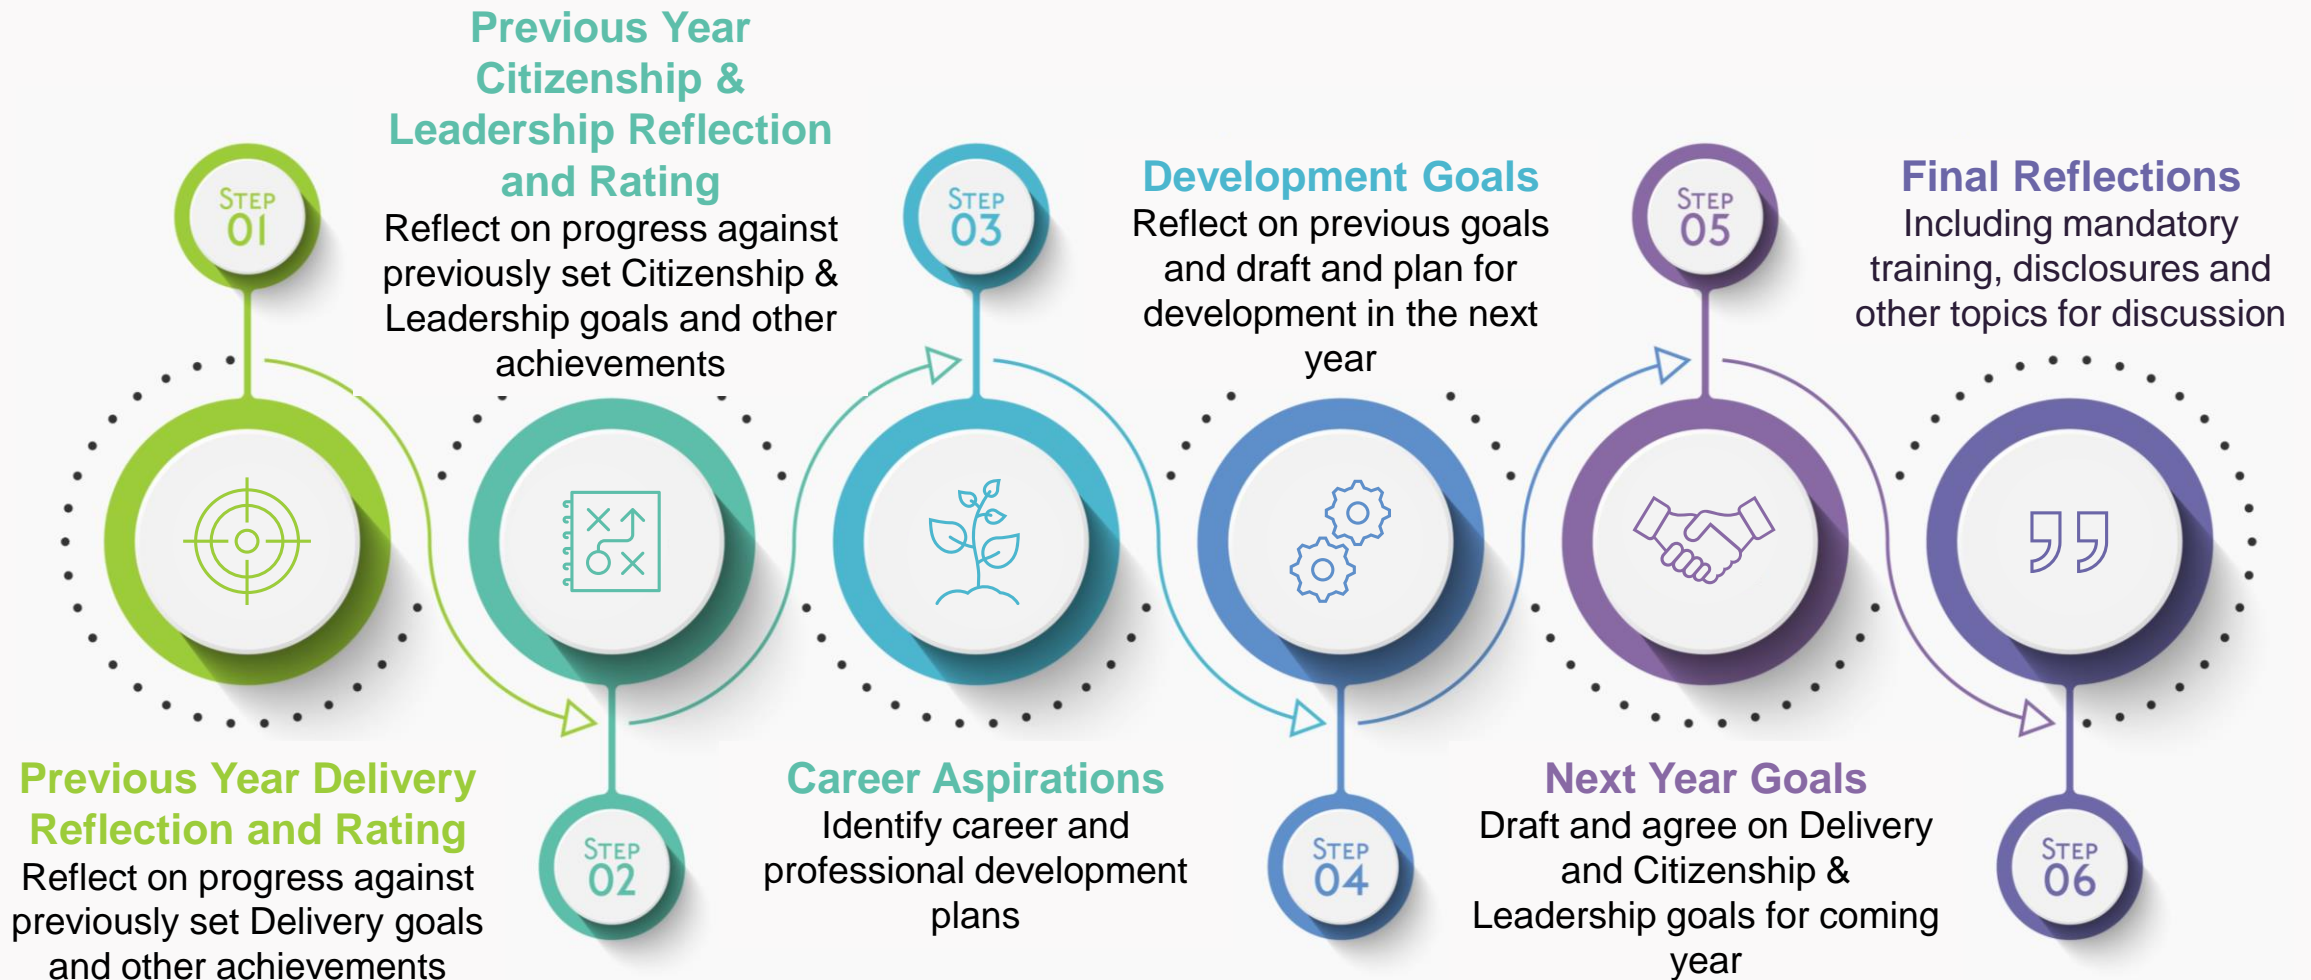 STEP
01
Previous Year Delivery
Reflection and Rating
Reflect on progress against
previously set Delivery goals
and other achievements
Previous Year
Citizenship &
Leadership Reflection
and Rating
Reflect on progress against
previously set Citizenship &
Leadership goals and other
achievements
STEP
02
STEP
03
Career Aspirations
Identify career and
professional development
plans
Development Goals
Reflect on previous goals
and draft and plan for
development in the next
year
STEP
04
STEP
05
Next Year Goals
Draft and agree on Delivery
and Citizenship &
Leadership goals for coming
year
Final Reflections
Including mandatory
training, disclosures and
other topics for discussion
STEP
06